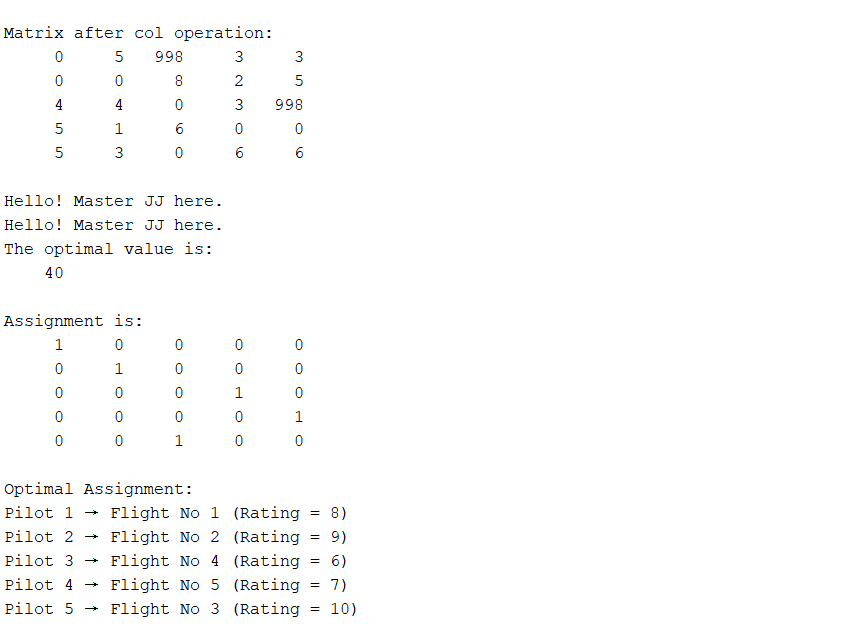 Matrix after col operation:
0 5 998 3 3
0 0 8 2 5
4 4 0 3 998
5 1 6 0 0
5 3 0 6 6
Hello! Master JJ here.
Hello! Master JJ here.
The optimal value is:
40
Assignment is:
1 0 0 0 0
0 1 0 0 0
0 0 0 1 0
0 0 0 0 1
0 0 1 0 0
Optimal Assignment:
Pilot 1 → Flight No 1 (Rating = 8)
Pilot 2 → Flight No 2 (Rating = 9)
Pilot 3 → Flight No 4 (Rating = 6)
Pilot 4 → Flight No 5 (Rating = 7)
Pilot 5 → Flight No 3 (Rating = 10)